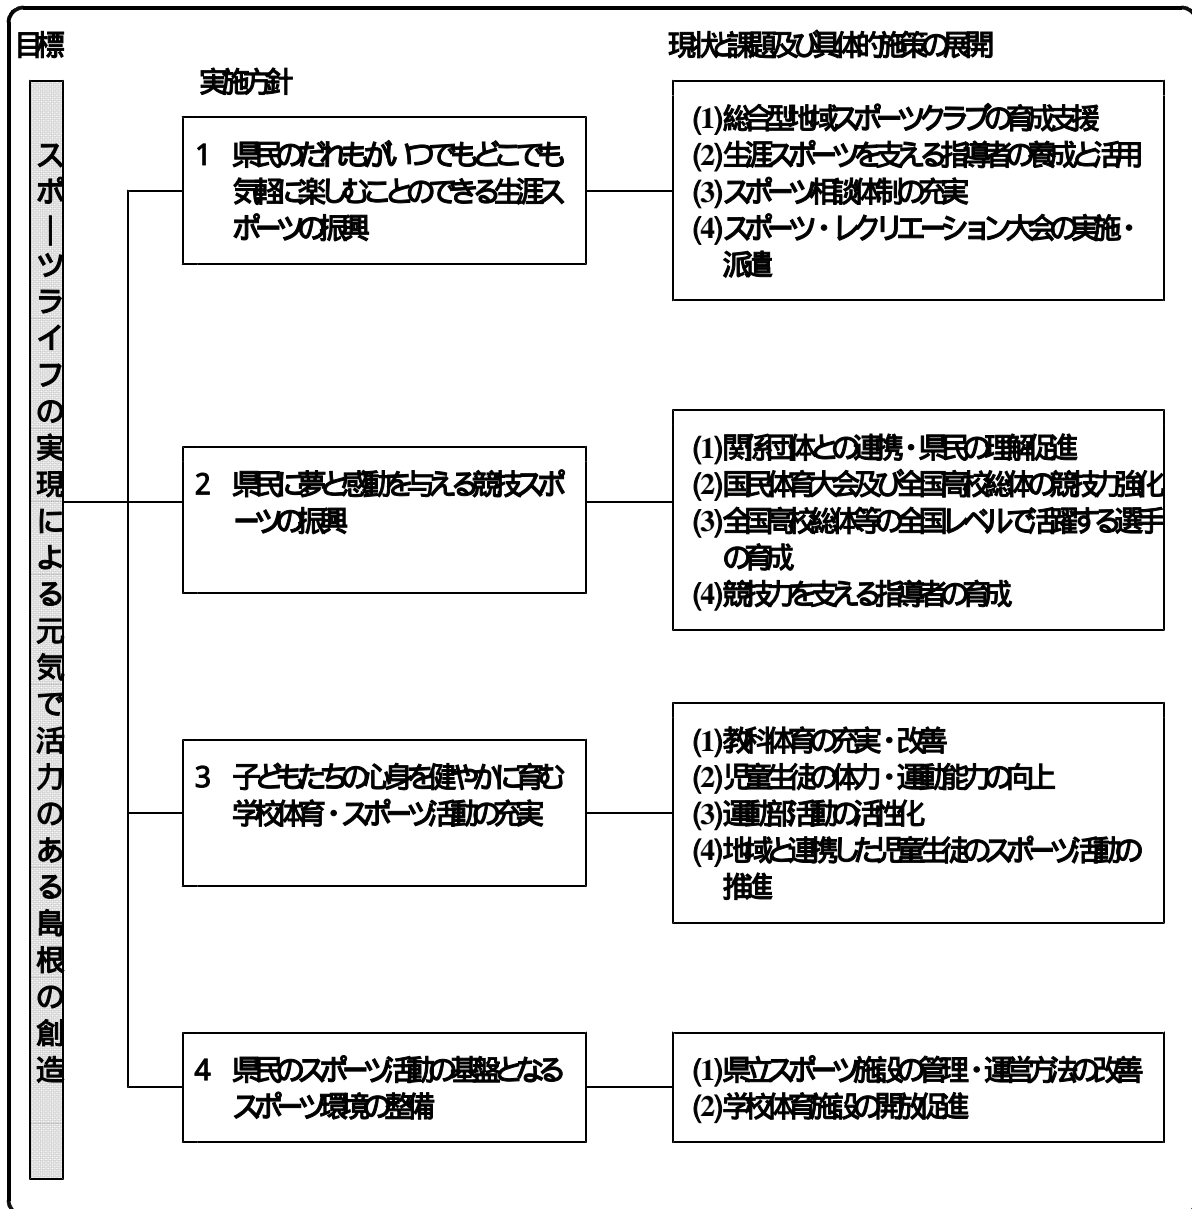 目標
現状と課題及び具体的施策の展開
実施方針
スポーツライフの実現による元気で活力のある島根の創造
1 県民のだれもがいつでもどこでも
気軽に楽しむことのできる生涯ス
ポーツの振興
(1)総合型地域スポーツクラブの育成支援
(2)生涯スポーツを支える指導者の養成と活用
(3)スポーツ相談体制の充実
(4)スポーツ・レクリエーション大会の実施・
派遣
2 県民に夢と感動を与える競技スポ
ーツの振興
(1)関係団体との連携・県民の理解促進
(2)国民体育大会及び全国高校総体の競技力強化
(3)全国高校総体等の全国レベルで活躍する選手
の育成
(4)競技力を支える指導者の育成
3 子どもたちの心身を健やかに育む
学校体育・スポーツ活動の充実
(1)教科体育の充実・改善
(2)児童生徒の体力・運動能力の向上
(3)運動部活動の活性化
(4)地域と連携した児童生徒のスポーツ活動の
推進
4 県民のスポーツ活動の基盤となる
スポーツ環境の整備
(1)県立スポーツ施設の管理・運営方法の改善
(2)学校体育施設の開放促進